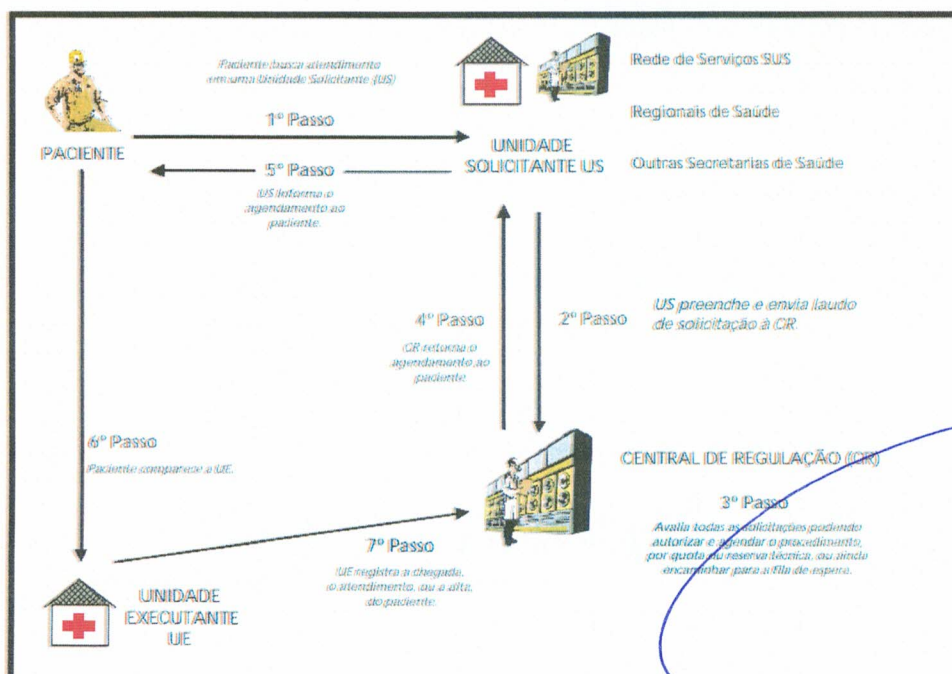 Paciente busca atendimento
em uma Unidade Solicitante (US)
Rede de Serviços SUS
Regionais de Saúde
Outras Secretarias de Saúde
1º Passo
PACIENTE
UNIDADE
SOLICITANTE US
5º Passo
US informa o
agendamento ao
paciente.
4º Passo
CR retorna o
agendamento ao
paciente
2º Passo
US preenche e envia laudo
de solicitação à CR.
6º Passo
Paciente comparece a UE.
CENTRAL DE REGULAÇÃO (CR)
3º Passo
Avalia todas as solicitações podendo
autorizar e agendar o procedimento,
por quota ou reserva técnica, ou ainda
encaminhar para a fila de espera.
7º Passo
UE registra a chegada,
o atendimento, ou a alta,
do paciente.
UNIDADE
EXECUTANTE
UE